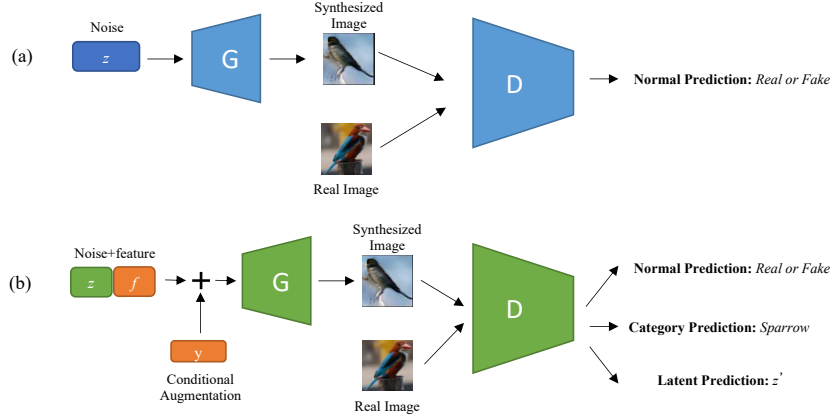 (a)
Noise
z
G
Synthesized
Image
Real Image
D
Normal Prediction: Real or Fake
(b)
Noise+feature
z f
+
y
Conditional
Augmentation
G
Synthesized
Image
Real Image
D
Normal Prediction: Real or Fake
Category Prediction: Sparrow
Latent Prediction: z'